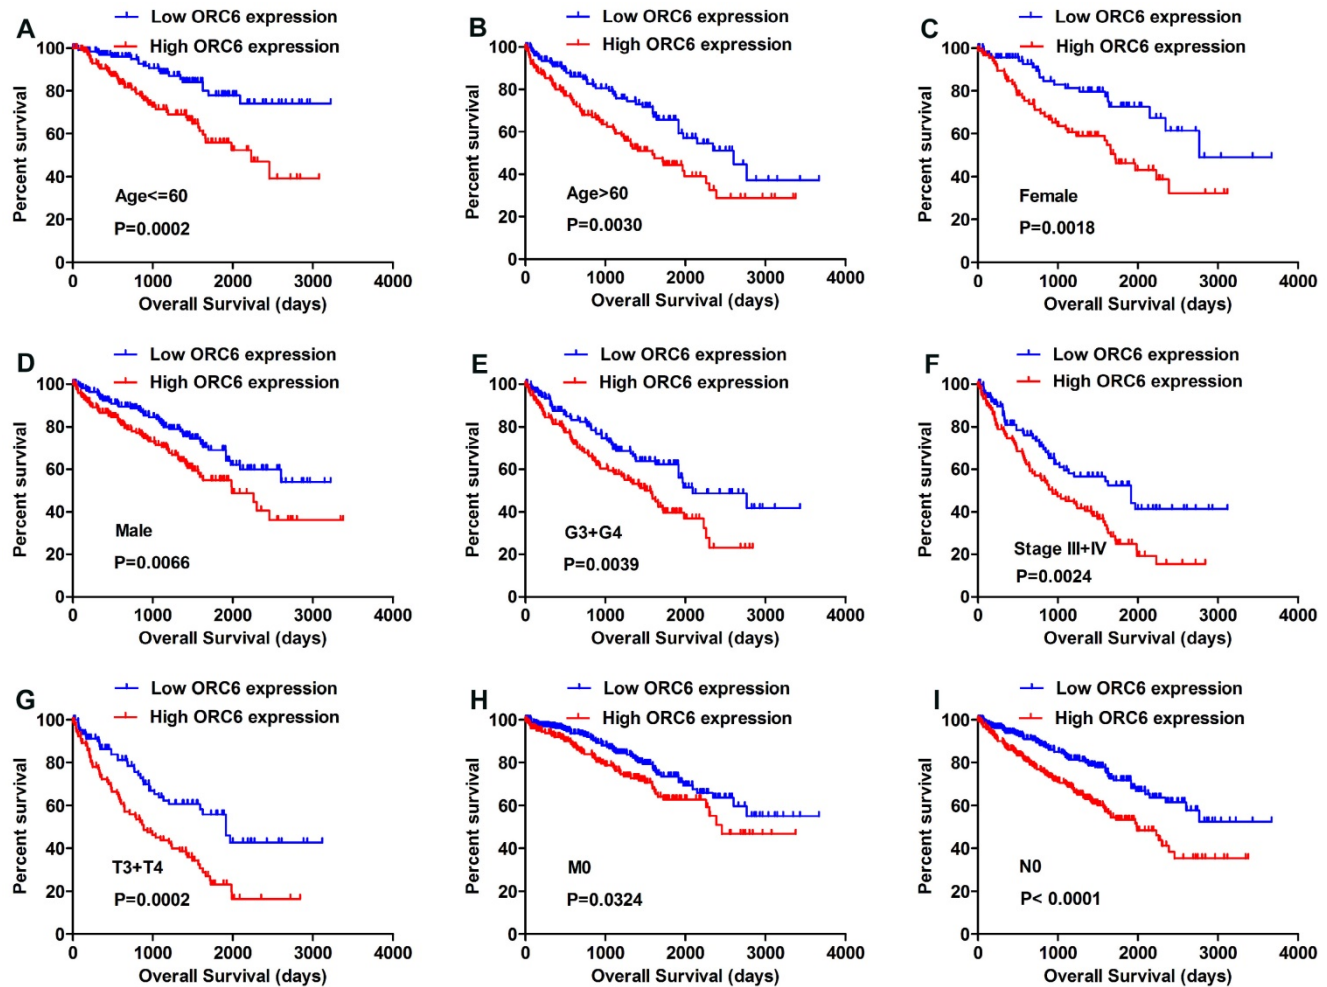 A
Low ORC6 expression
High ORC6 expression
Percent survival
100
80
60
40
20
0
Age<=60
P=0.0002
0 1000 2000 3000 4000
Overall Survival (days)
B
Low ORC6 expression
High ORC6 expression
Percent survival
100
80
60
40
20
0
Age>60
P=0.0030
0 1000 2000 3000 4000
Overall Survival (days)
C
Low ORC6 expression
High ORC6 expression
Percent survival
100
80
60
40
20
0
Female
P=0.0018
0 1000 2000 3000 4000
Overall Survival (days)
D
Low ORC6 expression
High ORC6 expression
Percent survival
100
80
60
40
20
0
Male
P=0.0066
0 1000 2000 3000 4000
Overall Survival (days)
E
Low ORC6 expression
High ORC6 expression
Percent survival
100
80
60
40
20
0
G3+G4
P=0.0039
0 1000 2000 3000 4000
Overall Survival (days)
F
Low ORC6 expression
High ORC6 expression
Percent survival
100
80
60
40
20
0
Stage III+IV
P=0.0024
0 1000 2000 3000 4000
Overall Survival (days)
G
Low ORC6 expression
High ORC6 expression
Percent survival
100
80
60
40
20
0
T3+T4
P=0.0002
0 1000 2000 3000 4000
Overall Survival (days)
H
Low ORC6 expression
High ORC6 expression
Percent survival
100
80
60
40
20
0
M0
P=0.0324
0 1000 2000 3000 4000
Overall Survival (days)
I
Low ORC6 expression
High ORC6 expression
Percent survival
100
80
60
40
20
0
N0
P< 0.0001
0 1000 2000 3000 4000
Overall Survival (days)